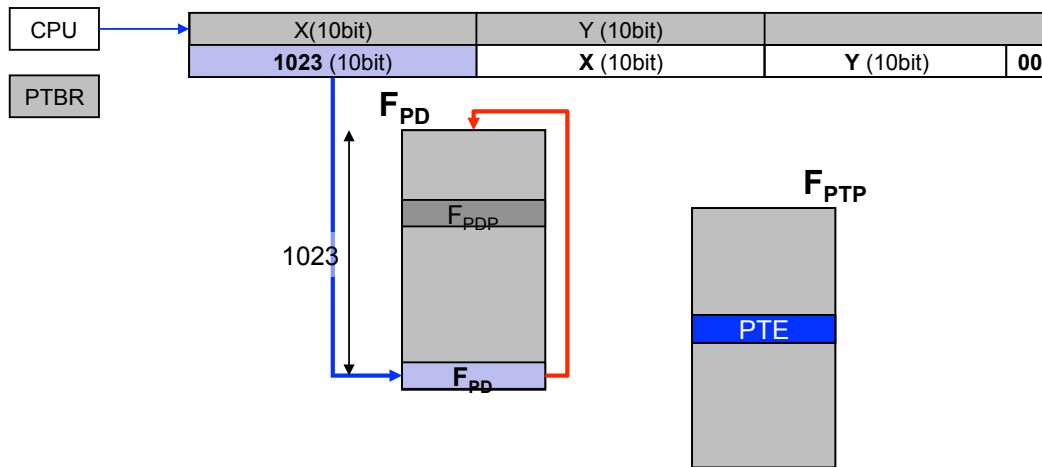 CPU
X(10bit)
Y (10bit)
1023 (10bit)
X (10bit)
Y (10bit)
00
PTBR
FPD
FPTP
FPDP
1023
PTE
FPD